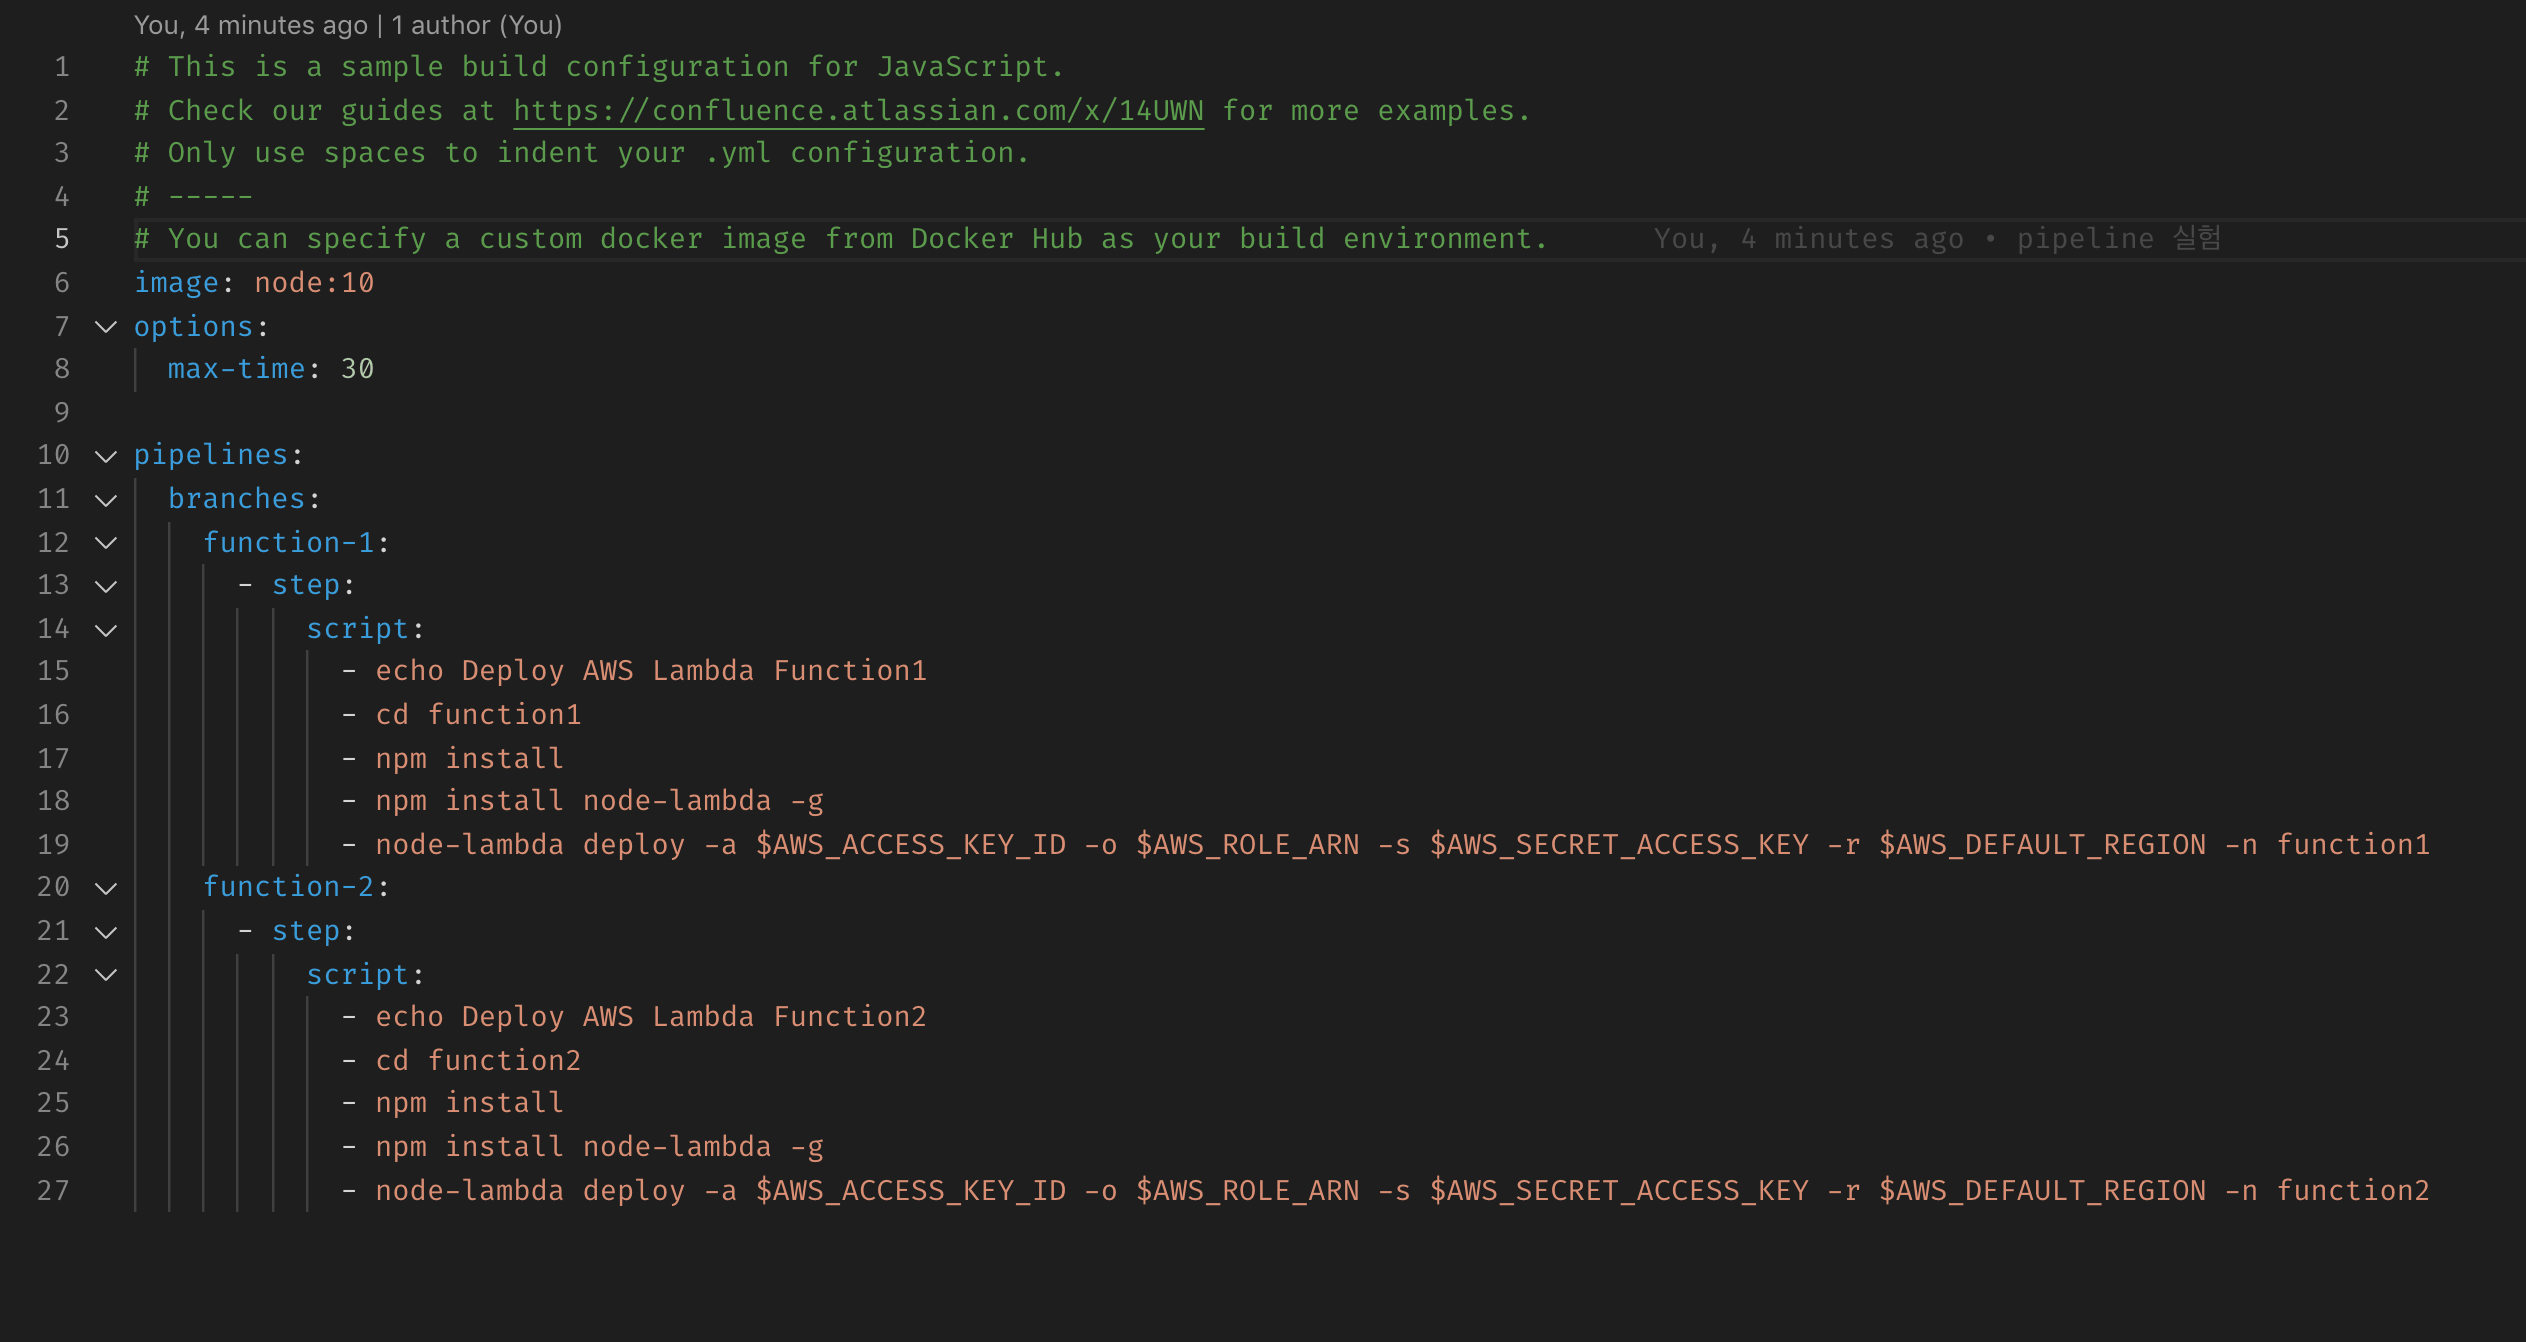 You, 4 minutes ago | 1 author (You)
1 # This is a sample build configuration for JavaScript.
2 # Check our guides at https://confluence.atlassian.com/x/14UWN for more examples.
3 # Only use spaces to indent your .yml configuration.
4 # -----
5 # You can specify a custom docker image from Docker Hub as your build environment. You, 4 minutes ago • pipeline 실험
6 image: node:10
7 options:
8   max-time: 30
9
10 pipelines:
11   branches:
12     function-1:
13       - step:
14           script:
15             - echo Deploy AWS Lambda Function1
16             - cd function1
17             - npm install
18             - npm install node-lambda -g
19             - node-lambda deploy -a $AWS_ACCESS_KEY_ID -o $AWS_ROLE_ARN -s $AWS_SECRET_ACCESS_KEY -r $AWS_DEFAULT_REGION -n function1
20     function-2:
21       - step:
22           script:
23             - echo Deploy AWS Lambda Function2
24             - cd function2
25             - npm install
26             - npm install node-lambda -g
27             - node-lambda deploy -a $AWS_ACCESS_KEY_ID -o $AWS_ROLE_ARN -s $AWS_SECRET_ACCESS_KEY -r $AWS_DEFAULT_REGION -n function2